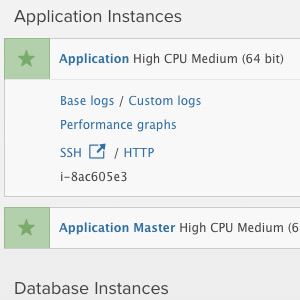 Application Instances
Application High CPU Medium (64 bit)
Base logs / Custom logs
Performance graphs
SSH / HTTP
i-8ac605e3
Application Master High CPU Medium (6
Database Instances